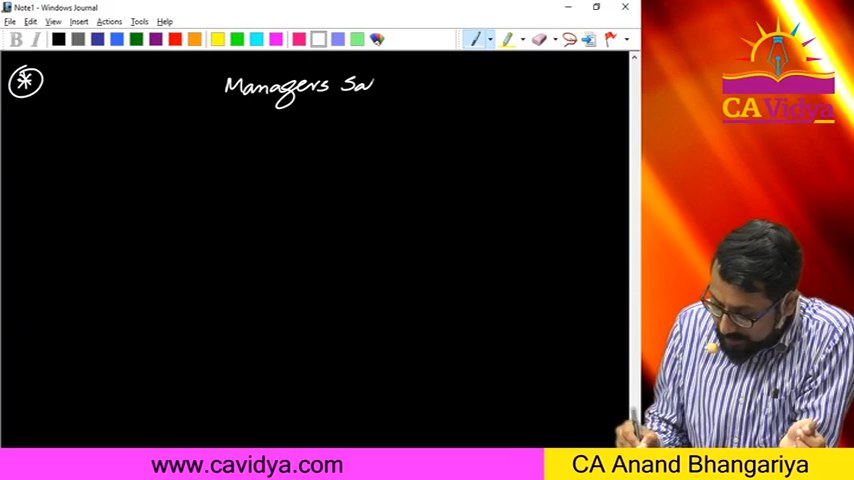 Note1 - Windows Journal
File Edit View Insert Actions Tools Help
B I
* Managers Sa
CA Vidya
www.cavidya.com
CA Anand Bhangariya